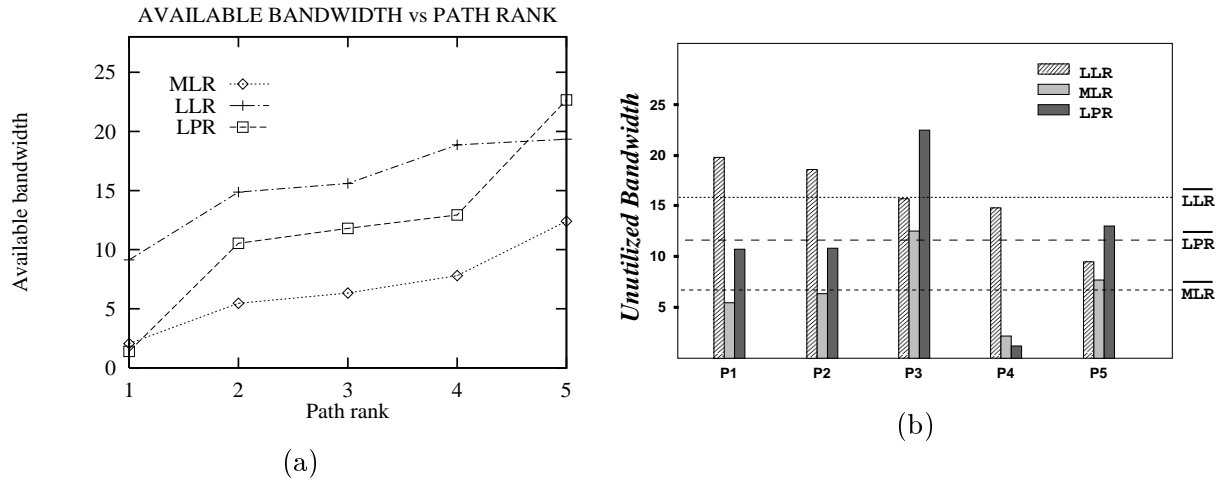 AVAILABLE BANDWIDTH vs PATH RANK
Available bandwidth
25
20
15
10
5
0
MLR
LLR
LPR
1 2 3 4 5
Path rank
(a)
Unutilized Bandwidth
25
20
15
10
5
LLR
MLR
LPR
LLR
LPR
MLR
P1 P2 P3 P4 P5
(b)